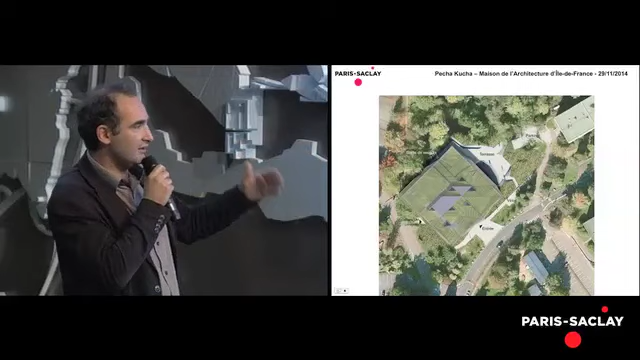 PARIS-SACLAY
Pecha Kucha – Maison de l'Architecture d'Île-de-France - 29/11/2014
PARIS-SACLAY